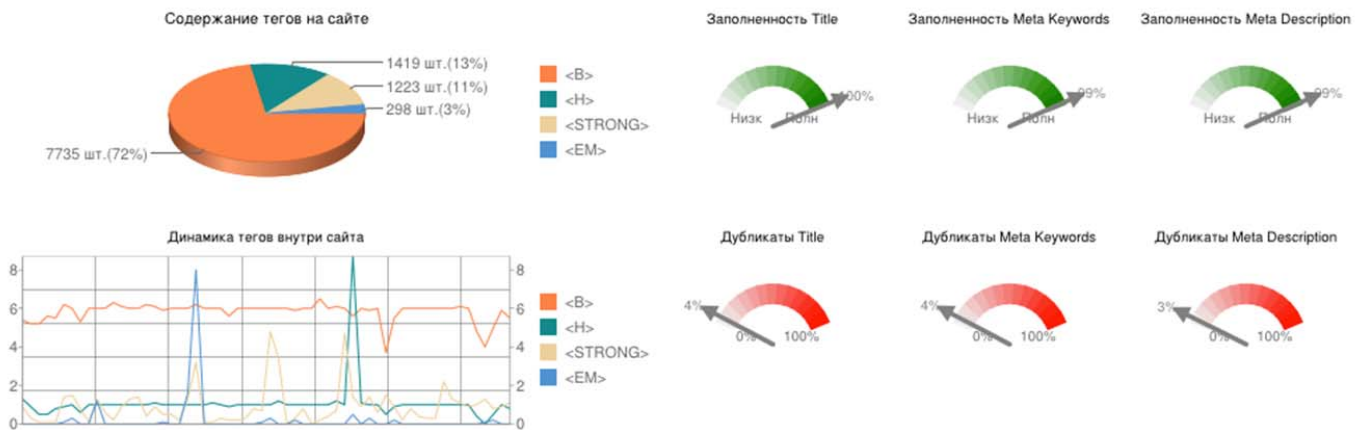 Содержание тегов на сайте
1419 шт.(13%)
1223 шт.(11%)
298 шт.(3%)
7735 шт.(72%)
<B>
<H>
<STRONG>
<EM>
Заполненность Title
100%
Низк Полн
Заполненность Meta Keywords
99%
Низк Полн
Заполненность Meta Description
99%
Низк Полн
Динамика тегов внутри сайта
8 8
6 6
4 4
2 2
0 0
<B>
<H>
<STRONG>
<EM>
Дубликаты Title
4%
0% 100%
Дубликаты Meta Keywords
4%
0% 100%
Дубликаты Meta Description
3%
0% 100%